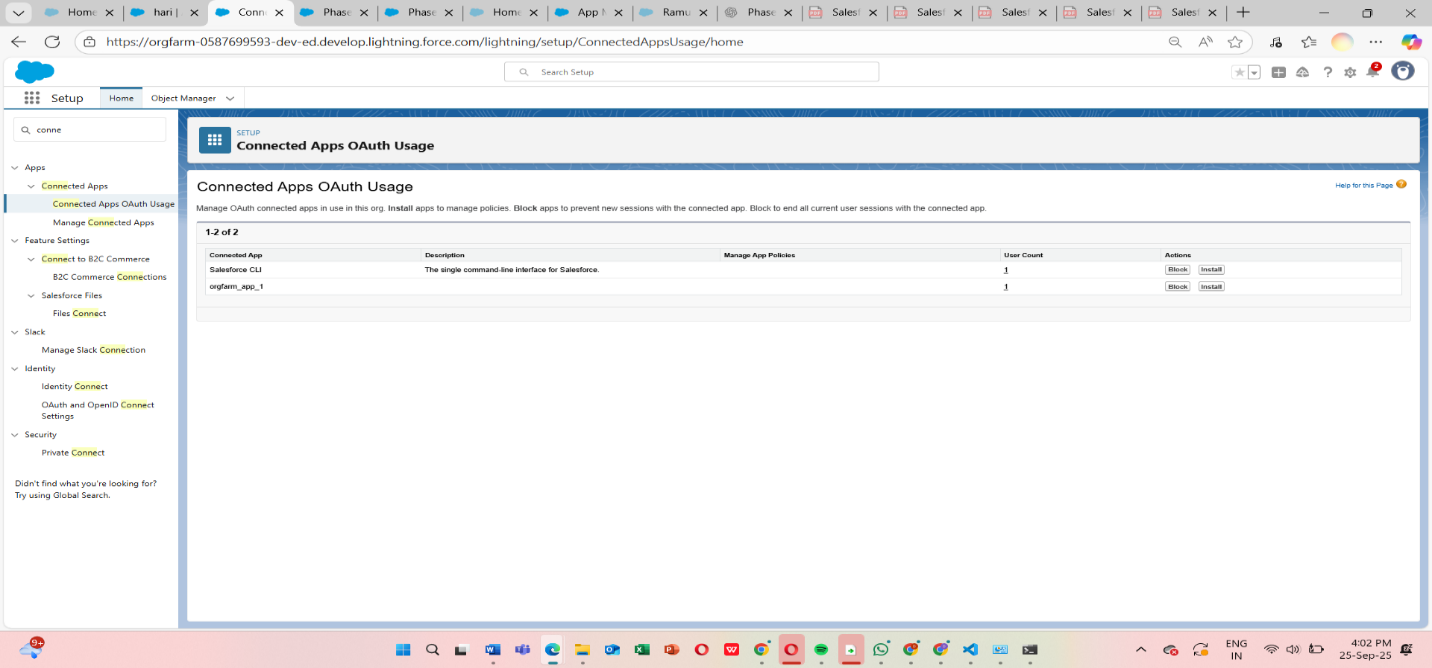 Home
hari |
Conn
Phase
Phase
Home
App M
Ramu
Phase
Salesf
Salesf
Salesf
Salesf
Salesf
https://orgfarm-0587699593-dev-ed.develop.lightning.force.com/lightning/setup/ConnectedAppsUsage/home
Search Setup
2
Setup
Home
Object Manager
conne
Apps
Connected Apps
Connected Apps OAuth Usage
Manage Connected Apps
Feature Settings
Connect to B2C Commerce
B2C Commerce Connections
Salesforce Files
Files Connect
Slack
Manage Slack Connection
Identity
Identity Connect
OAuth and OpenID Connect
Settings
Security
Private Connect
Didn't find what you're looking for?
Try using Global Search.
SETUP
Connected Apps OAuth Usage
Connected Apps OAuth Usage
Help for this Page
Manage OAuth connected apps in use in this org. Install apps to manage policies. Block apps to prevent new sessions with the connected app. Block to end all current user sessions with the connected app.
1-2 of 2
Connected App Description Manage App Policies User Count Actions
Salesforce CLI The single command-line interface for Salesforce. 1 Block Install
orgfarm_app_1 1 Block Install
9+
ENG
IN
4:02 PM
25-Sep-25